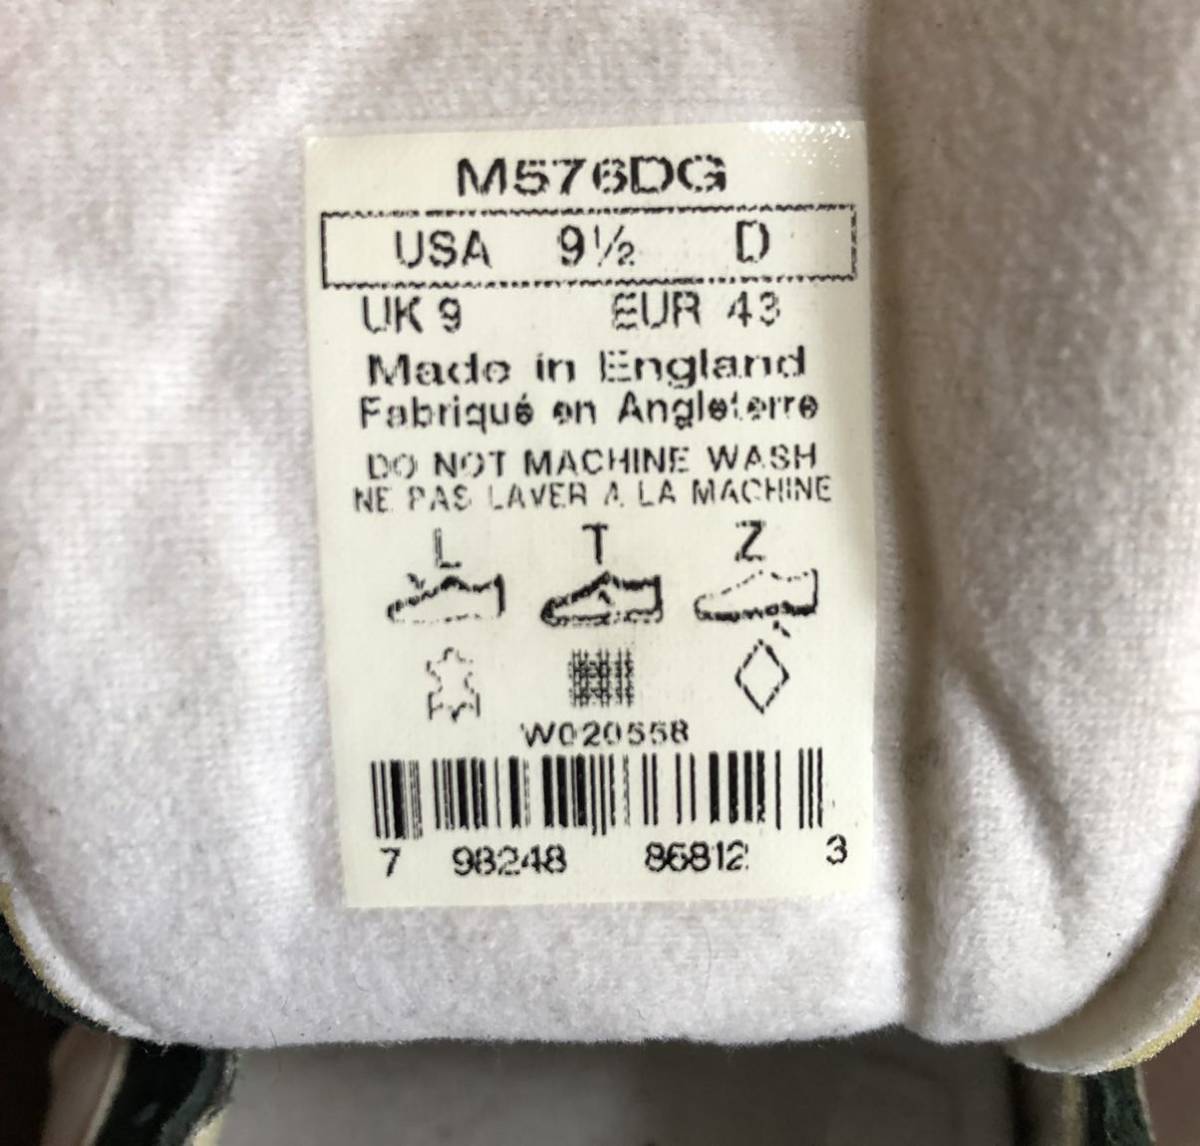 M576DG
USA 9½ D
UK 9 EUR 43
Made in England
Fabriqué en Angleterre
DO NOT MACHINE WASH
NE PAS LAVER A LA MACHINE
L T Z
W020558
7 98248 86812 3